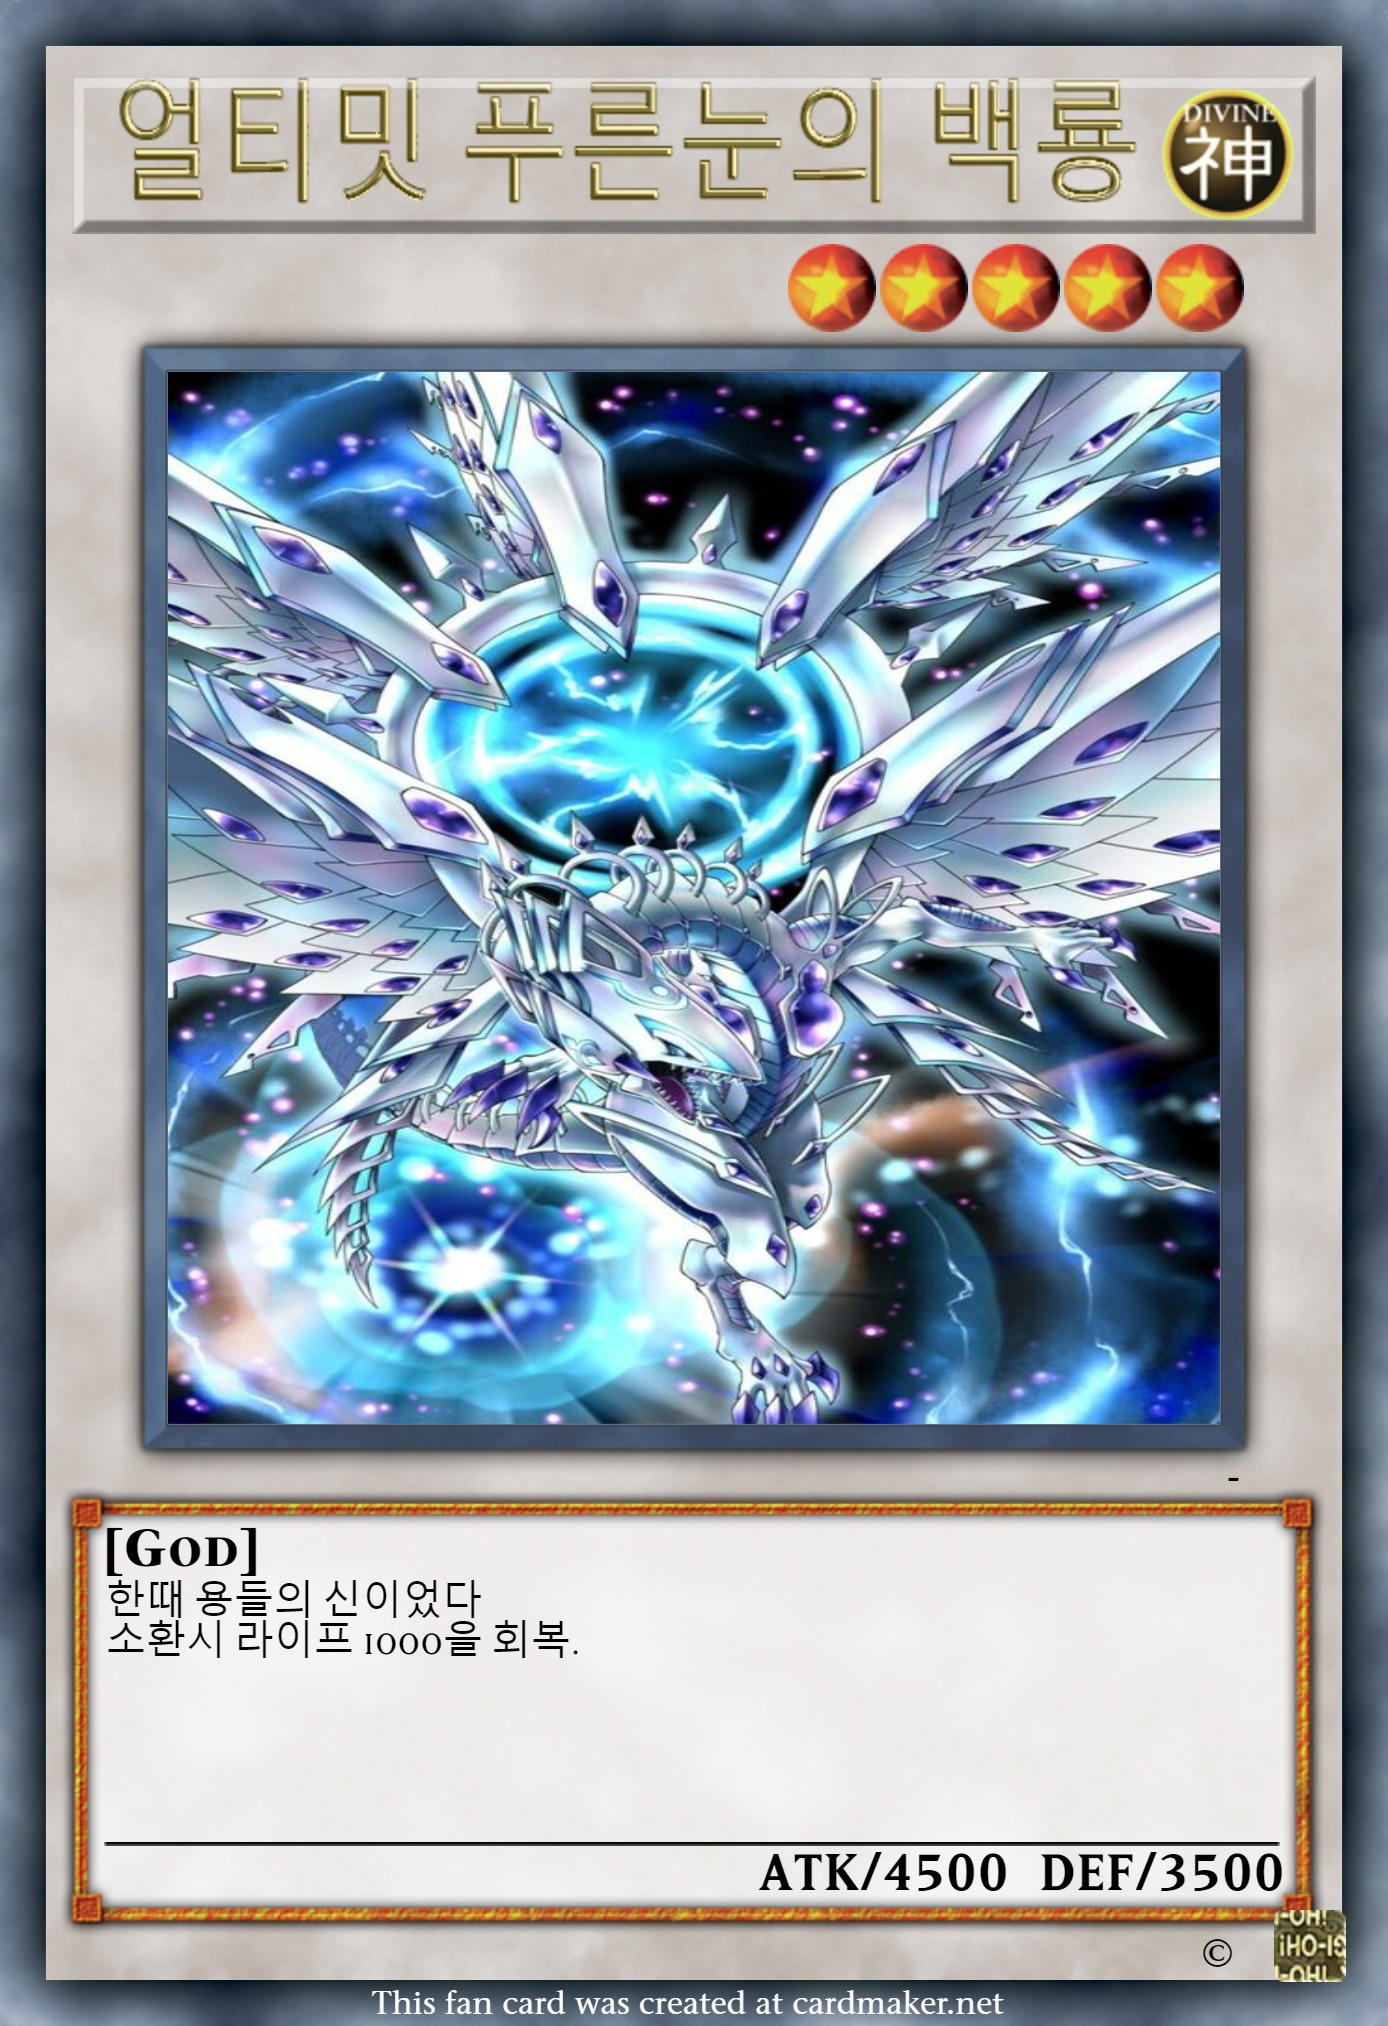 얼티밋 푸른눈의 백룡
DIVINE
神
-
[God]
한때 용들의 신이었다
소환시 라이프 1000을 회복.
ATK/4500 DEF/3500
©
This fan card was created at cardmaker.net